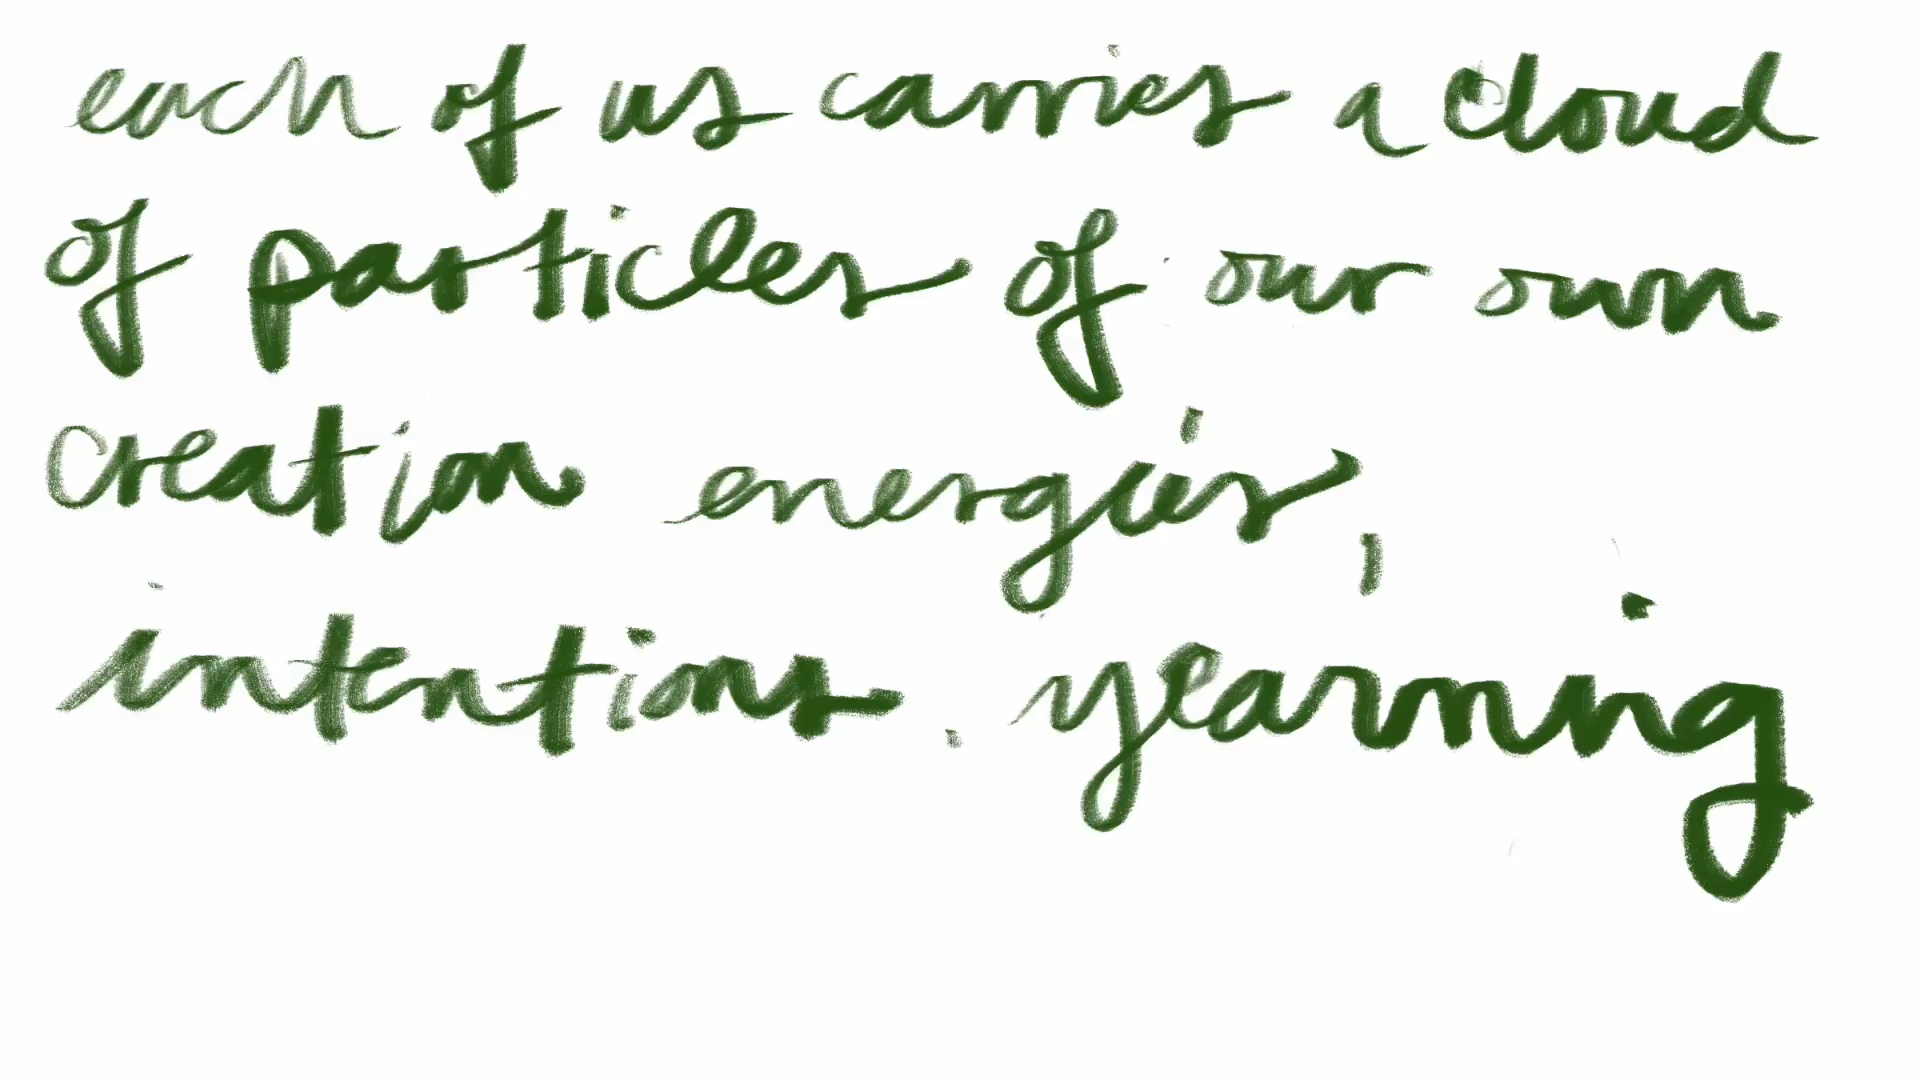 each of us carries a cloud
of particles of our own
creation energies,
intentions. yearning